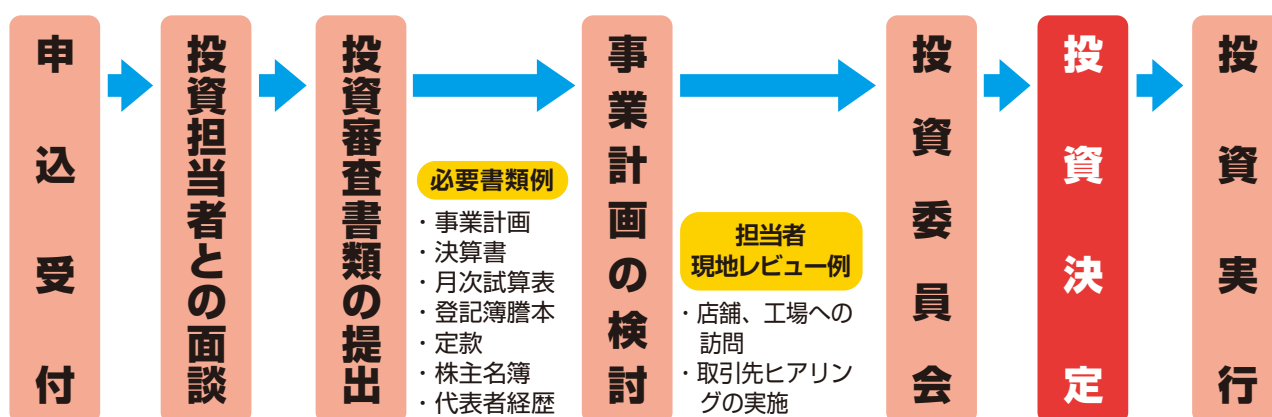 申込受付
投資担当者との面談
投資審査書類の提出
必要書類例
・事業計画
・決算書
・月次試算表
・登記簿謄本
・定款
・株主名簿
・代表者経歴
事業計画の検討
担当者
現地レビュー例
・店舗、工場への
訪問
・取引先ヒアリン
グの実施
投資委員会
投資決定
投資実行